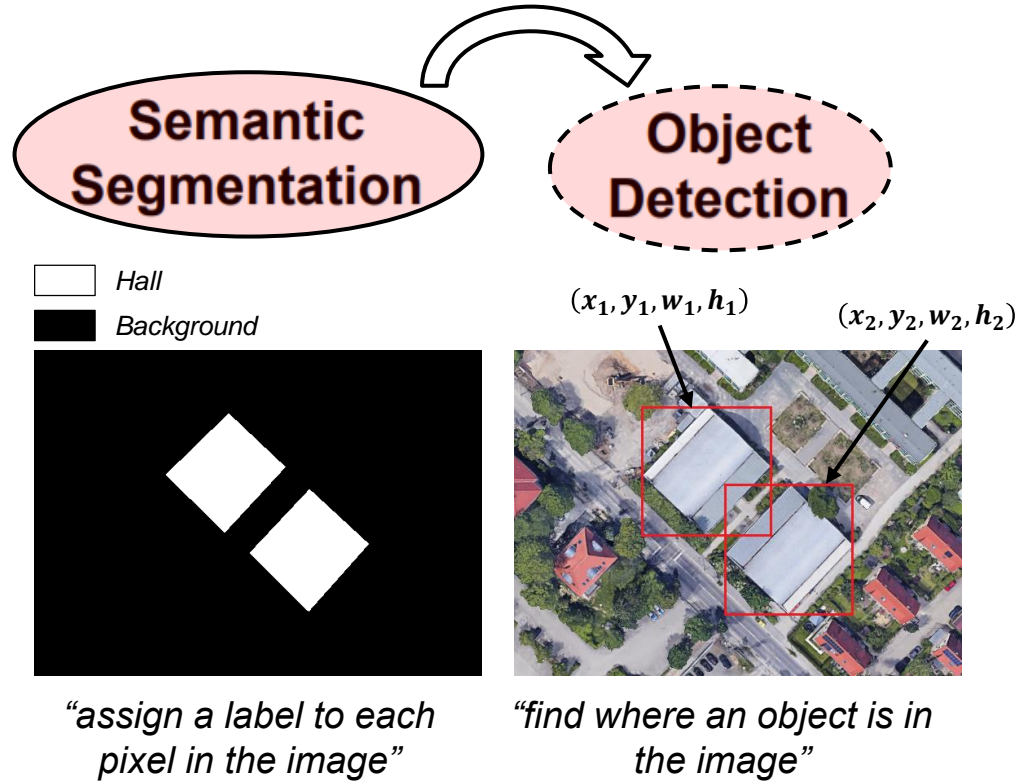 Semantic
Segmentation
Object
Detection
Hall
Background
(x₁, y₁, w₁, h₁)
(x₂, y₂, w₂, h₂)
“assign a label to each
pixel in the image”
“find where an object is in
the image”